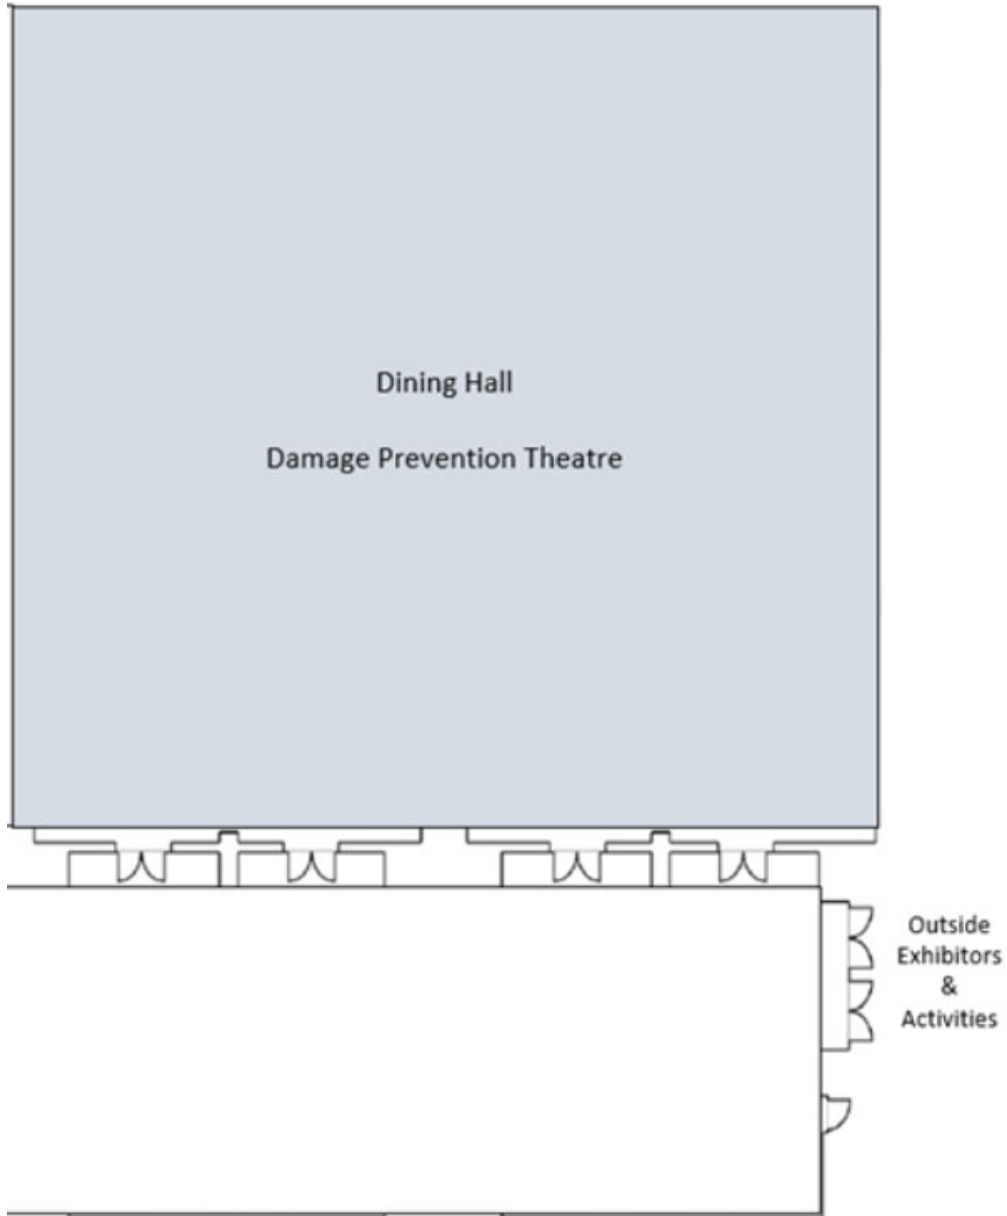 Dining Hall
Damage Prevention Theatre
Outside
Exhibitors
&
Activities